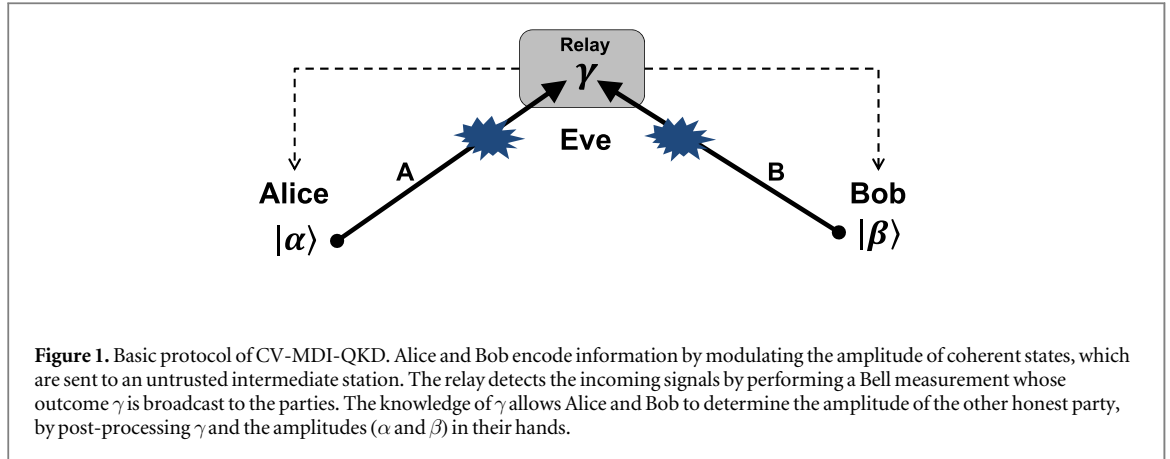 Relay
γ
Eve
A
B
Alice
Bob
|α⟩
|β⟩
Figure 1. Basic protocol of CV-MDI-QKD. Alice and Bob encode information by modulating the amplitude of coherent states, which
are sent to an untrusted intermediate station. The relay detects the incoming signals by performing a Bell measurement whose
outcome γ is broadcast to the parties. The knowledge of γ allows Alice and Bob to determine the amplitude of the other honest party,
by post-processing γ and the amplitudes (α and β) in their hands.